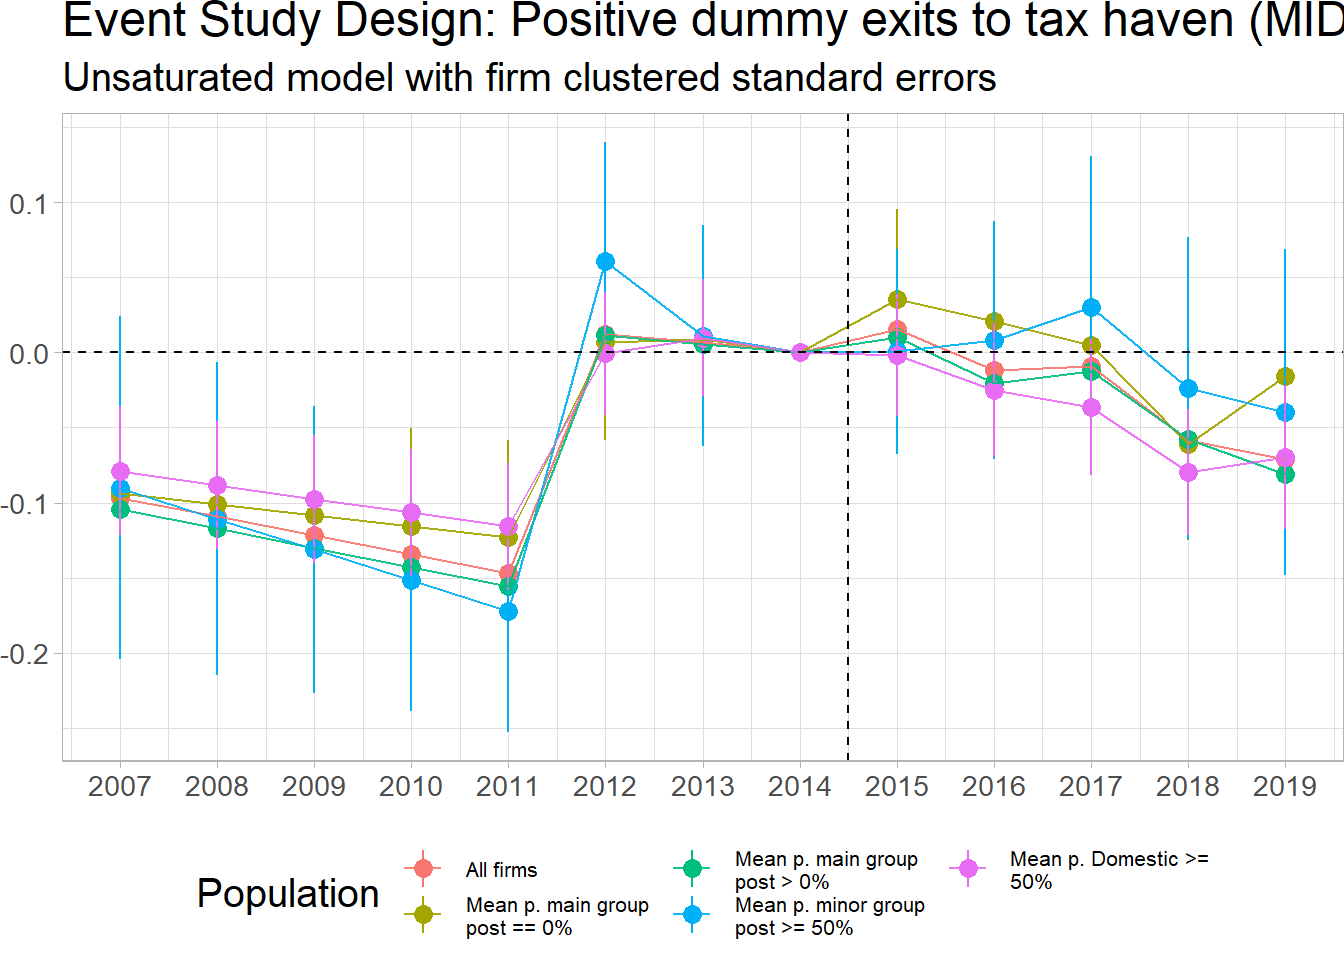 Event Study Design: Positive dummy exits to tax haven (MID
Unsaturated model with firm clustered standard errors
0.1
0.0
-0.1
-0.2
2007 2008 2009 2010 2011 2012 2013 2014 2015 2016 2017 2018 2019
Population
All firms
Mean p. main group
post == 0%
Mean p. main group
post > 0%
Mean p. minor group
post >= 50%
Mean p. Domestic >=
50%